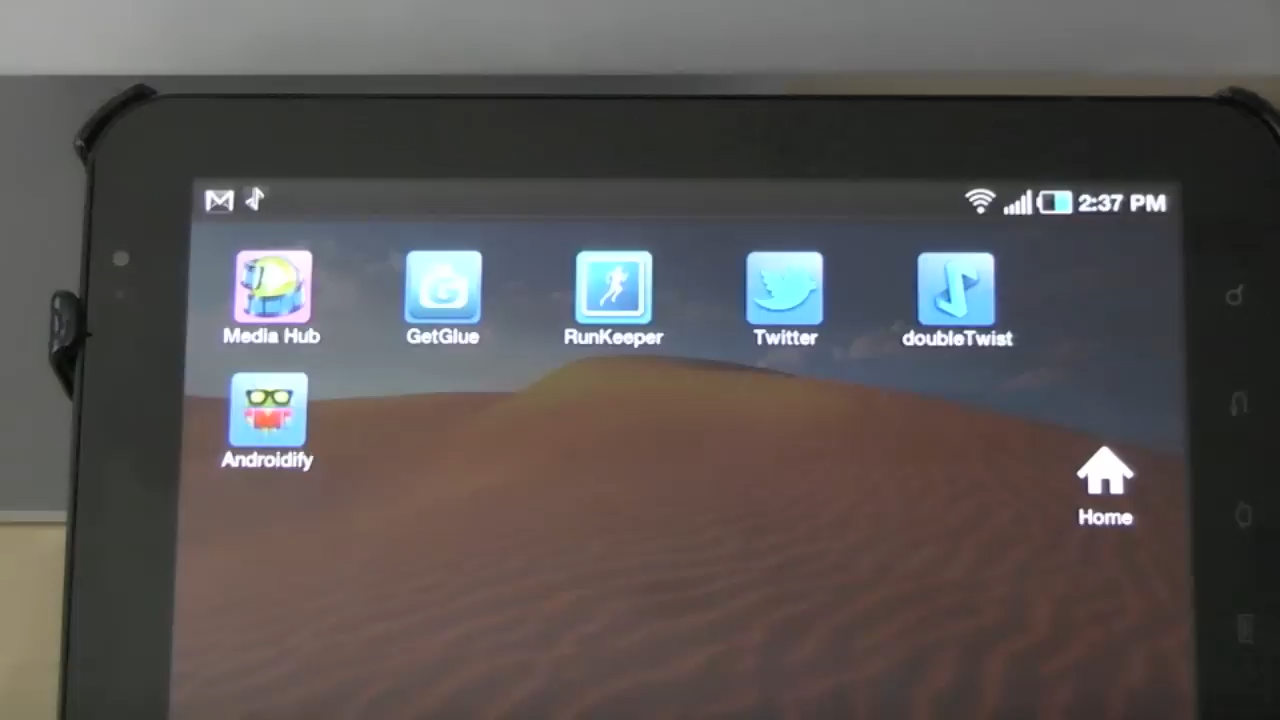 2:37 PM
Media Hub
GetGlue
RunKeeper
Twitter
doubleTwist
Androidify
Home